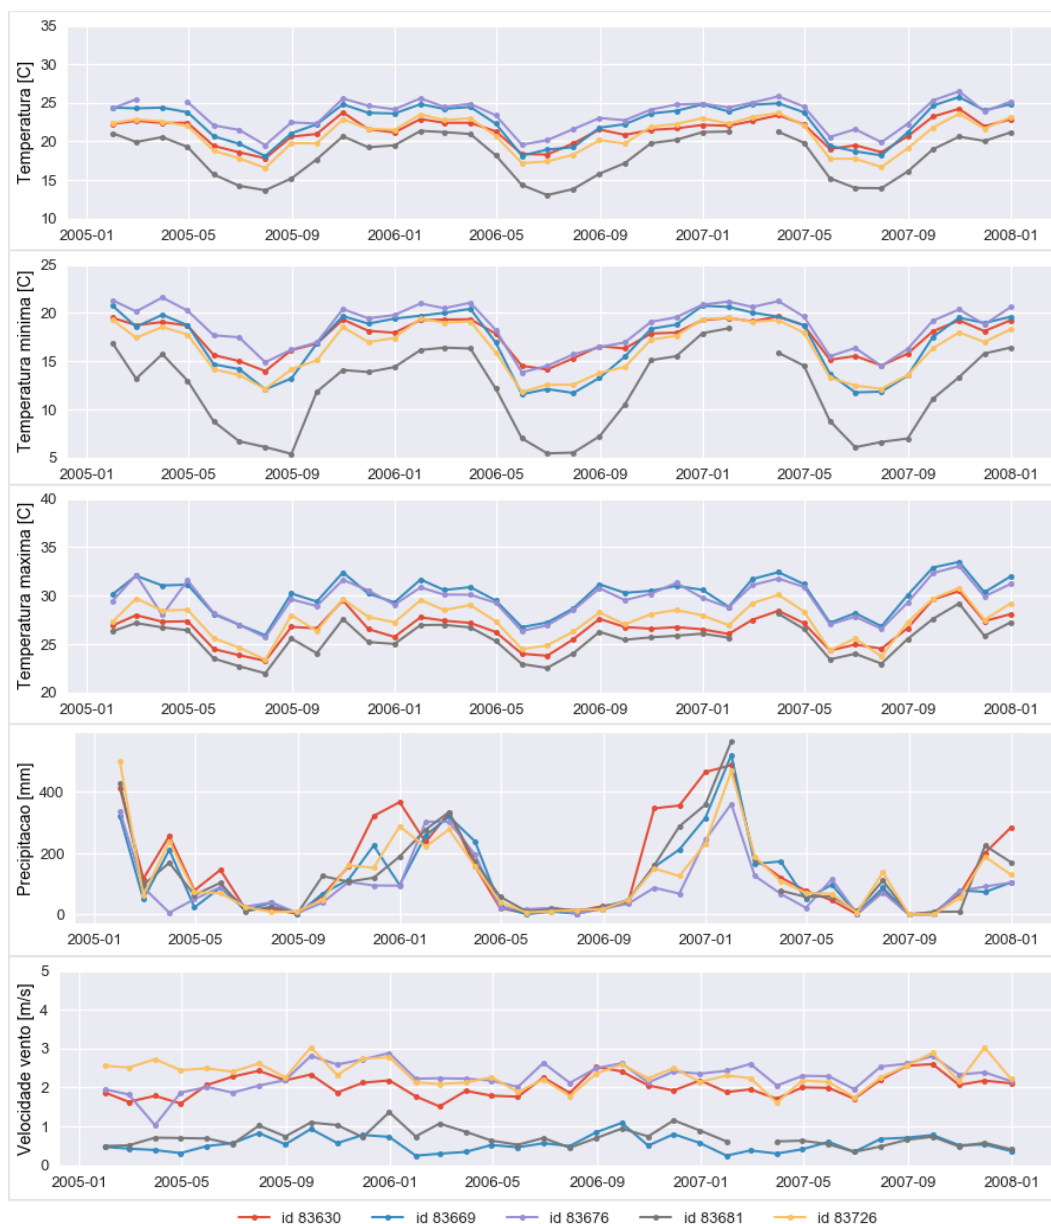 Temperatura [C]
35
30
25
20
15
10
2005-01 2005-05 2005-09 2006-01 2006-05 2006-09 2007-01 2007-05 2007-09 2008-01
Temperatura minima [C]
25
20
15
10
5
2005-01 2005-05 2005-09 2006-01 2006-05 2006-09 2007-01 2007-05 2007-09 2008-01
Temperatura maxima [C]
40
35
30
25
20
2005-01 2005-05 2005-09 2006-01 2006-05 2006-09 2007-01 2007-05 2007-09 2008-01
Precipitacao [mm]
400
200
0
2005-01 2005-05 2005-09 2006-01 2006-05 2006-09 2007-01 2007-05 2007-09 2008-01
Velocidade vento [m/s]
5
4
3
2
1
0
2005-01 2005-05 2005-09 2006-01 2006-05 2006-09 2007-01 2007-05 2007-09 2008-01
id 83630 id 83669 id 83676 id 83681 id 83726